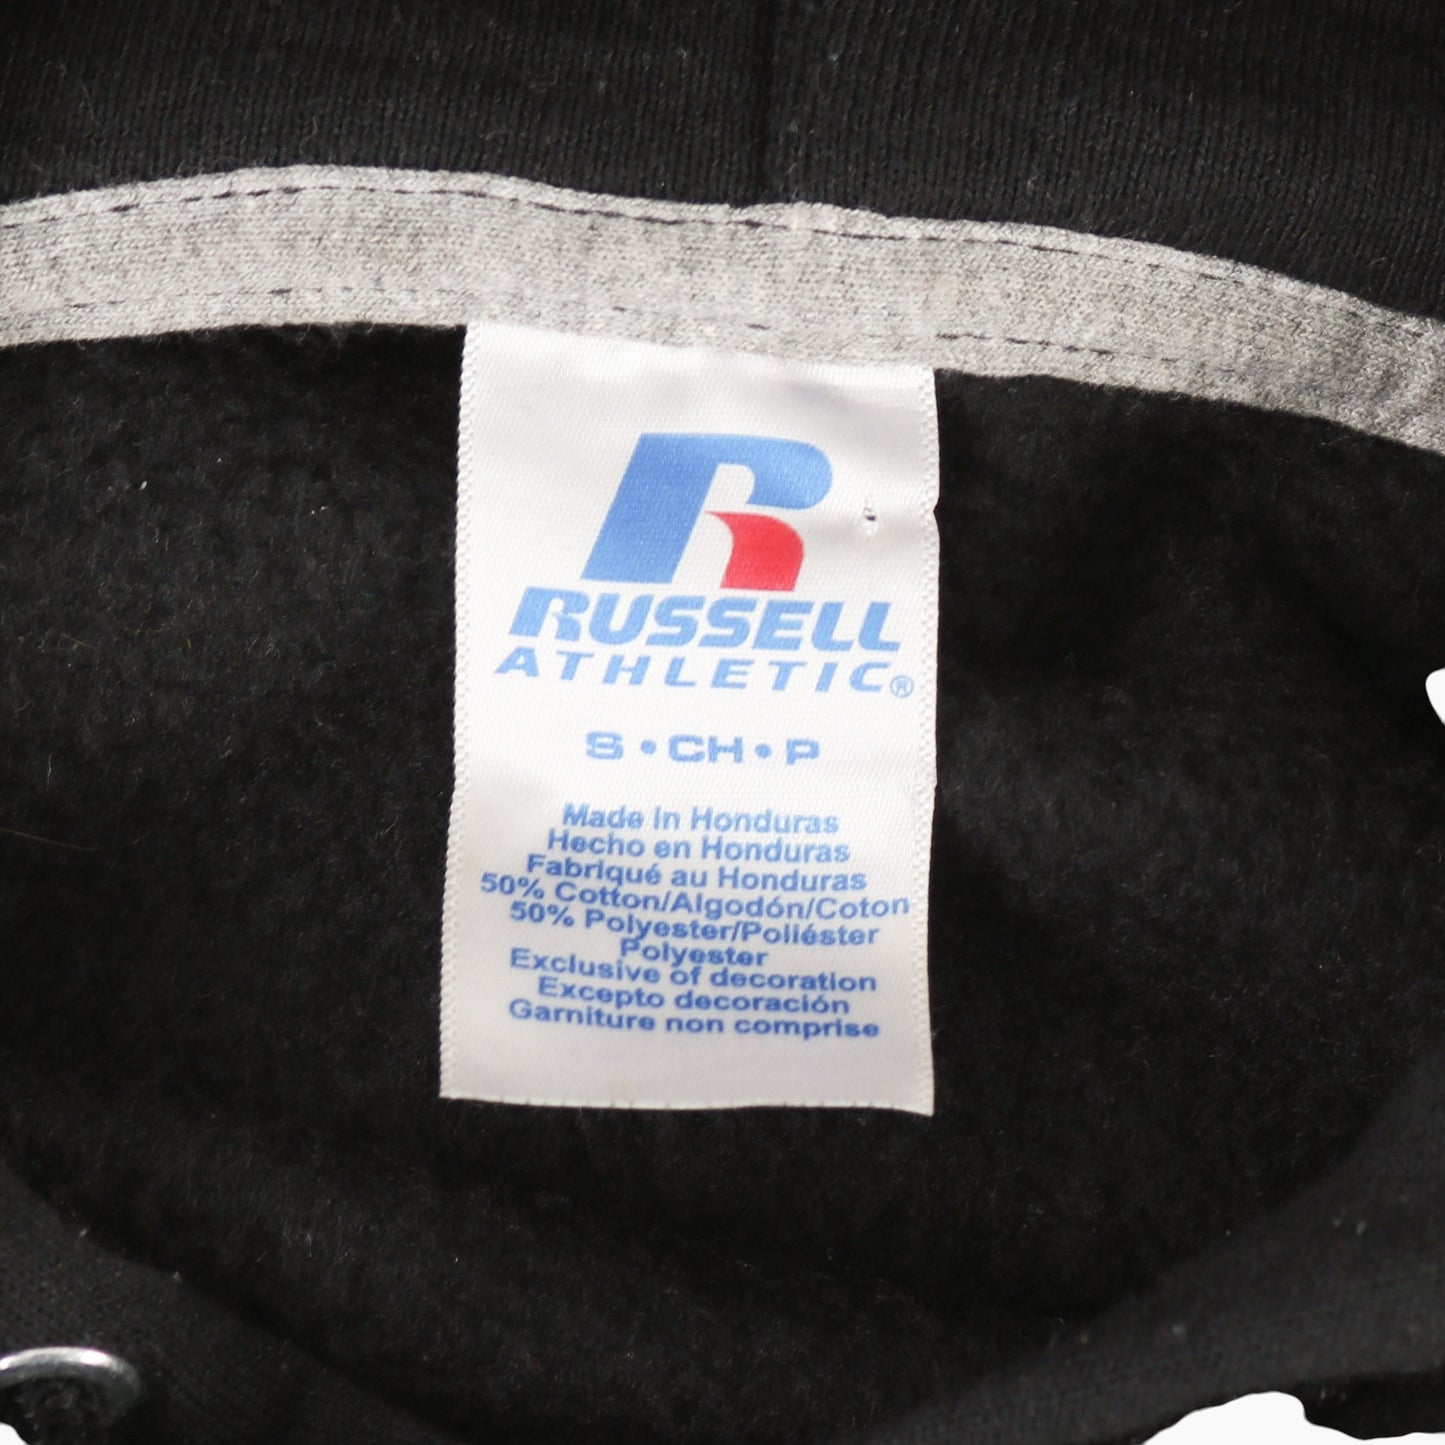 R
RUSSELL
ATHLETIC®
S • CH • P
Made in Honduras
Hecho en Honduras
Fabriqué au Honduras
50% Cotton/Algodón/Coton
50% Polyester/Poliéster
Polyester
Exclusive of decoration
Excepto decoración
Garniture non comprise